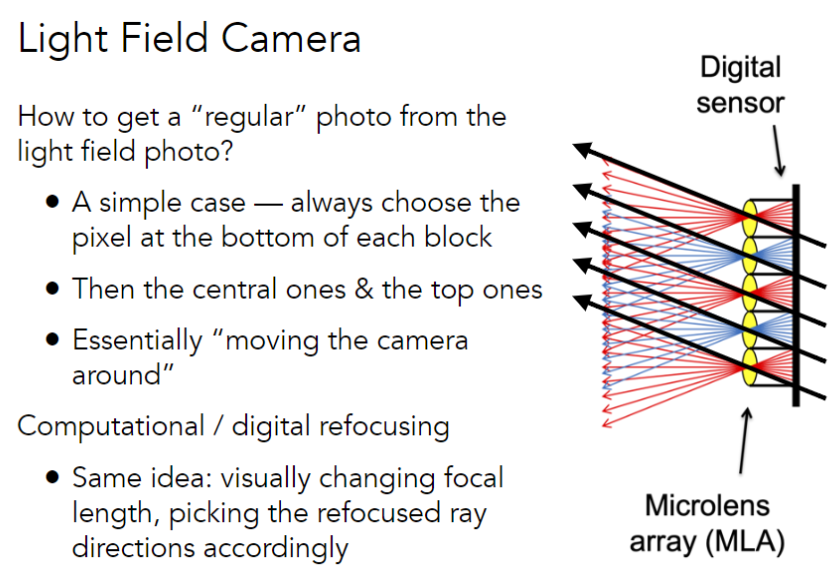 Light Field Camera
How to get a “regular” photo from the
light field photo?
• A simple case — always choose the
pixel at the bottom of each block
• Then the central ones & the top ones
• Essentially “moving the camera
around”
Computational / digital refocusing
• Same idea: visually changing focal
length, picking the refocused ray
directions accordingly
Digital
sensor
Microlens
array (MLA)